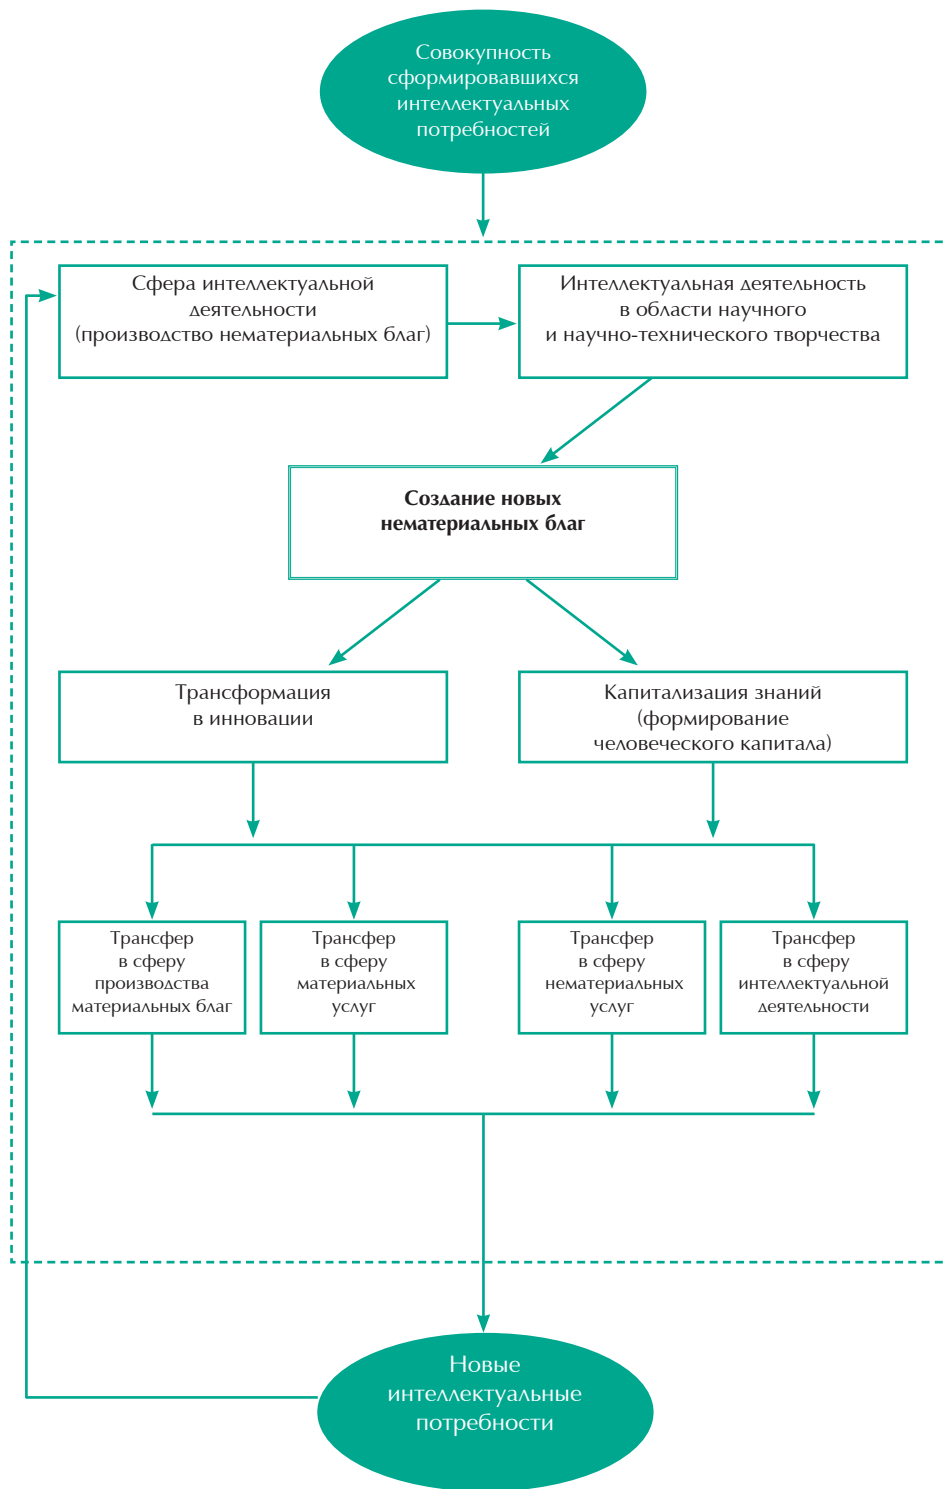 Совокупность
сформировавшихся
интеллектуальных
потребностей
Сфера интеллектуальной
деятельности
(производство нематериальных благ)
Интеллектуальная деятельность
в области научного
и научно-технического творчества
Создание новых
нематериальных благ
Трансформация
в инновации
Капитализация знаний
(формирование
человеческого капитала)
Трансфер
в сферу
производства
материальных благ
Трансфер
в сферу
материальных
услуг
Трансфер
в сферу
нематериальных
услуг
Трансфер
в сферу
интеллектуальной
деятельности
Новые
интеллектуальные
потребности